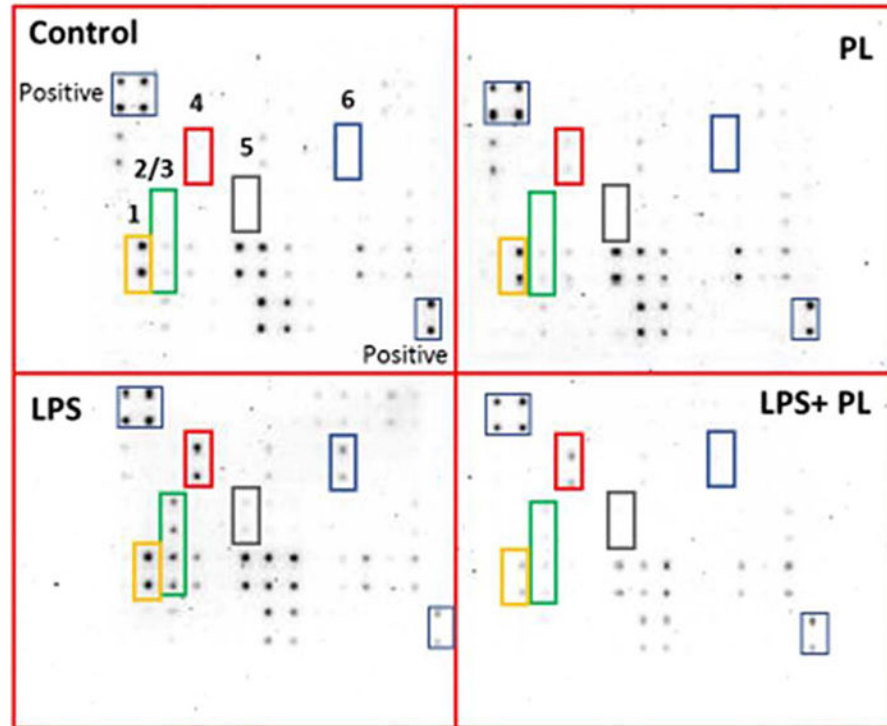 Control
PL
Positive
4
6
5
2/3
1
Positive
LPS
LPS+ PL